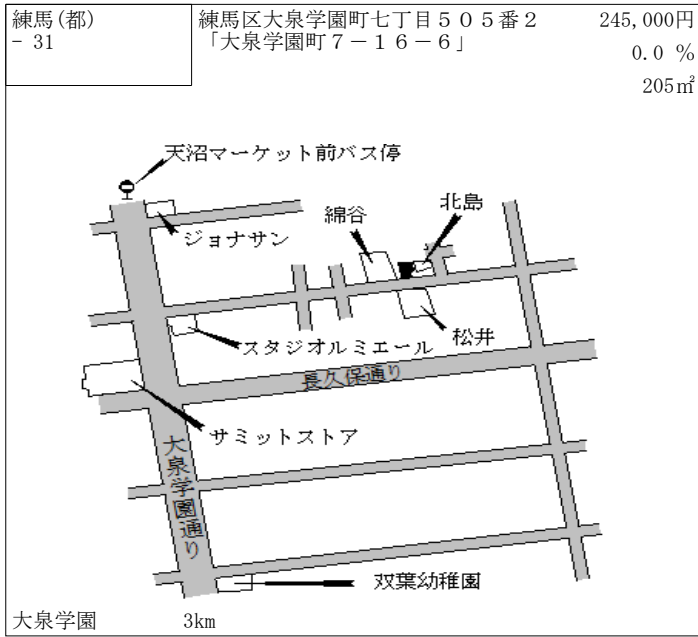 練馬(都)
- 31
練馬区大泉学園町七丁目５０５番２
「大泉学園町７－１６－６」
245,000円
0.0 %
205㎡
天沼マーケット前バス停
ジョナサン
綿谷
北島
スタジオルミエール
松井
長久保通り
サミットストア
大泉学園通り
双葉幼稚園
大泉学園 3km